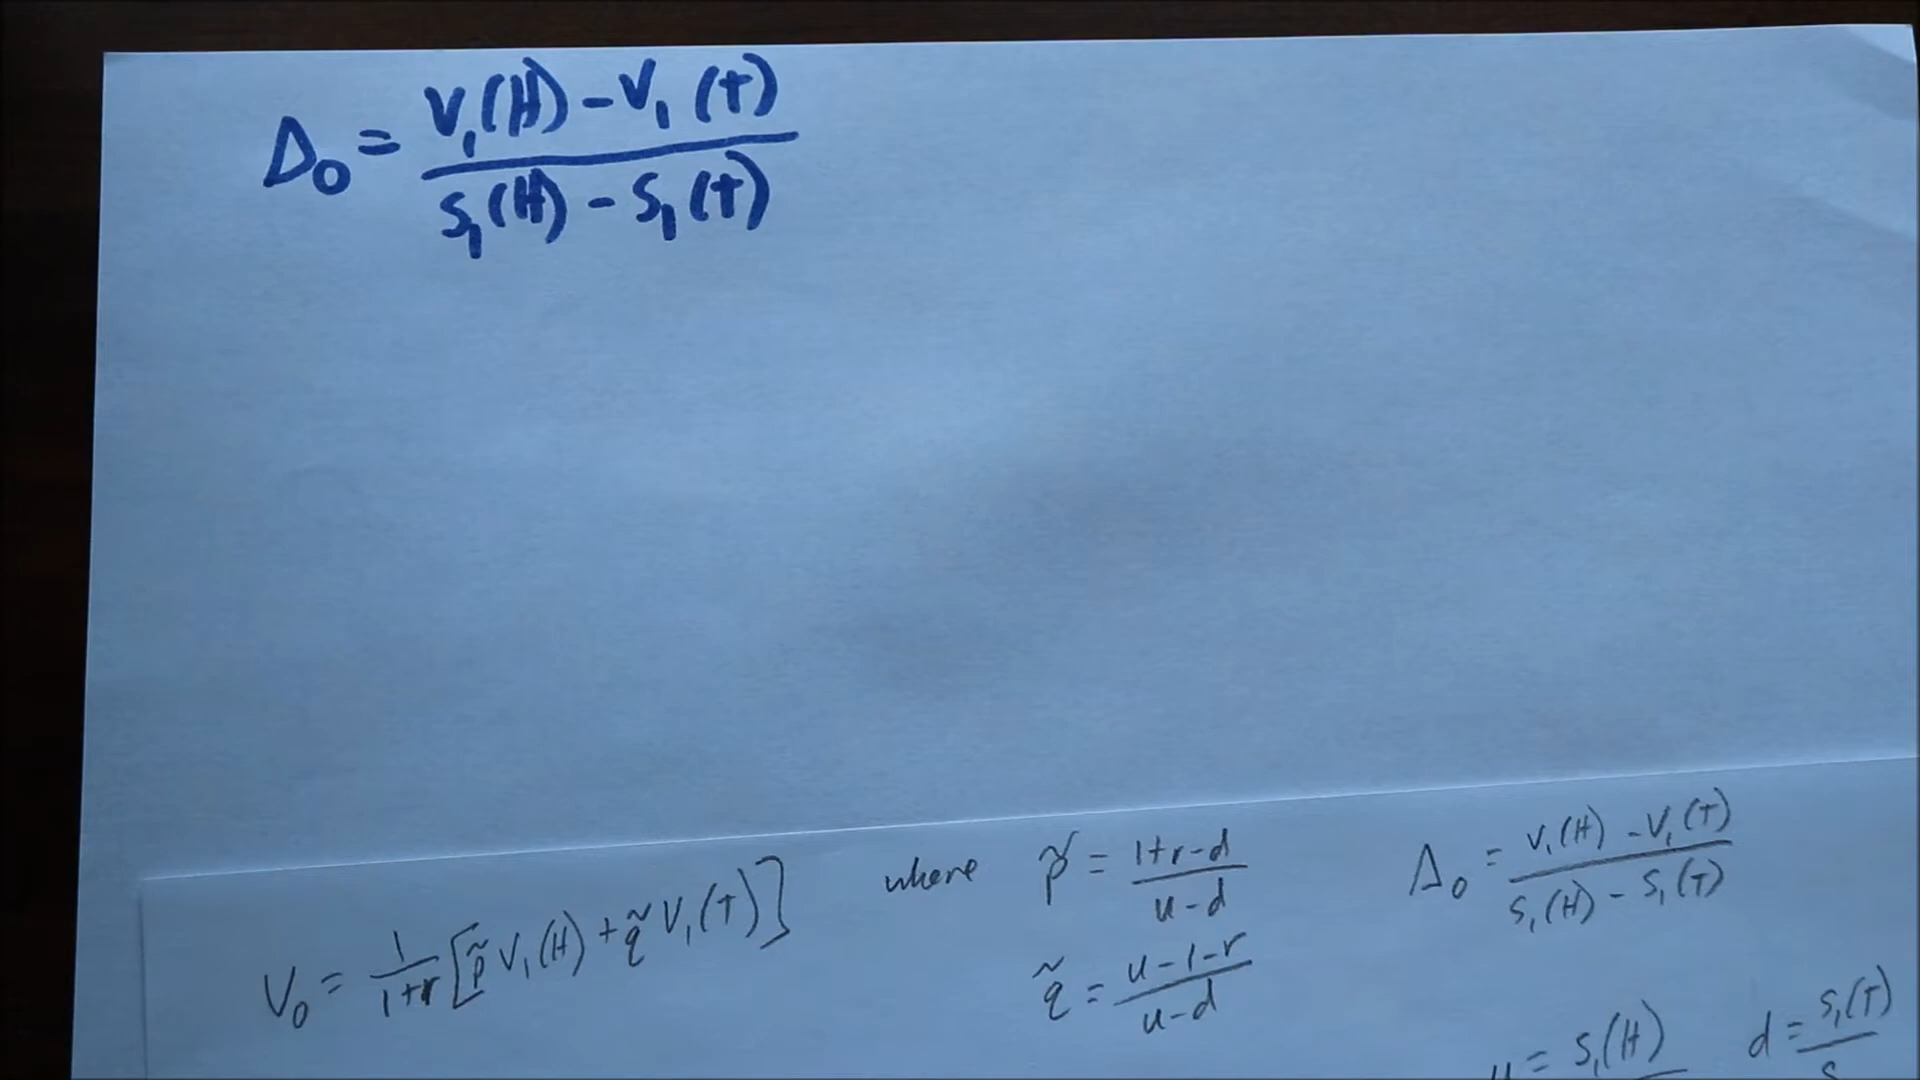 Δ₀ = V₁(H) - V₁(T) / S₁(H) - S₁(T)
V₀ = 1/1+r [p̃ V₁(H) + q̃ V₁(T)] where p̃ = 1+r-d / u-d Δ₀ = V₁(H) - V₁(T) / S₁(H) - S₁(T)
q̃ = u-1-r / u-d
u = S₁(H) d = S₁(T)